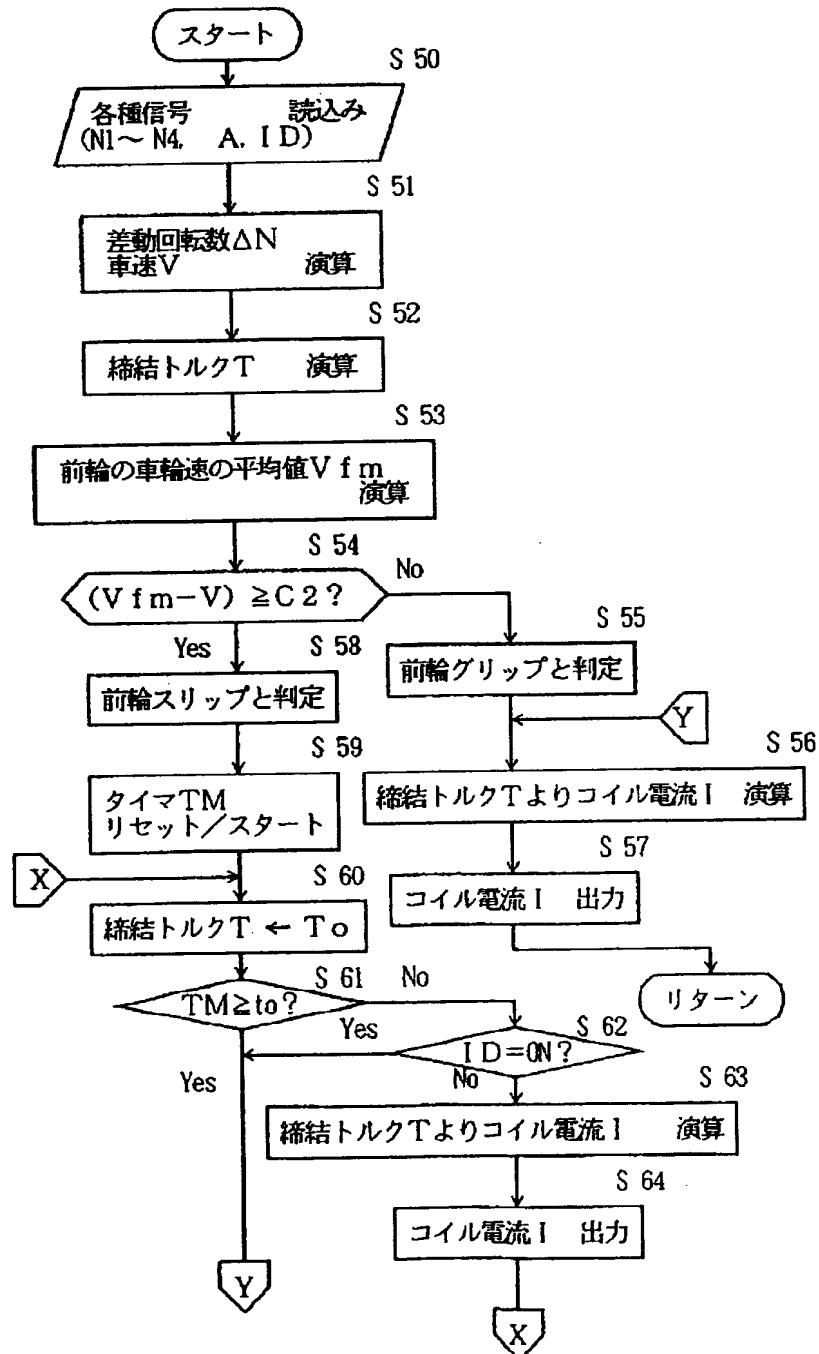 スタート
S 50
各種信号 読込み
(N1～N4, A, ID)
S 51
差動回転数ΔN
車速V 演算
S 52
締結トルクT 演算
S 53
前輪の車輪速の平均値Vfm
演算
S 54
(Vfm－V)≧C2？
No
Yes
S 58
前輪スリップと判定
S 55
前輪グリップと判定
Y
S 59
タイマTM
リセット／スタート
S 56
締結トルクTよりコイル電流I 演算
S 57
コイル電流I 出力
リターン
X
S 60
締結トルクT ← To
S 61
TM≧to？
No
Yes
S 62
ID=ON？
Yes
No
S 63
締結トルクTよりコイル電流I 演算
S 64
コイル電流I 出力
Y
X